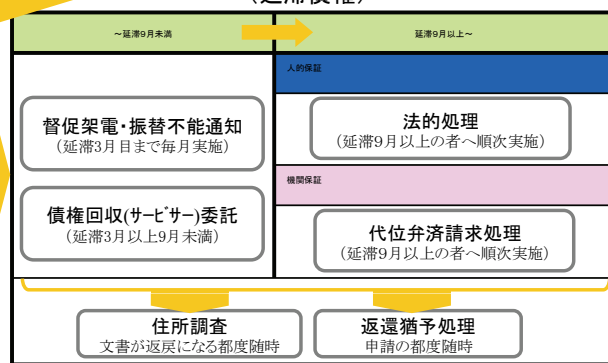 (延滞債権)
～延滞9月未満
延滞9月以上～
人的保証
督促架電・振替不能通知
(延滞3月目まで毎月実施)
法的処理
(延滞9月以上の者へ順次実施)
機関保証
債権回収(サービサー)委託
(延滞3月以上9月未満)
代位弁済請求処理
(延滞9月以上の者へ順次実施)
住所調査
文書が返戻になる都度随時
返還猶予処理
申請の都度随時